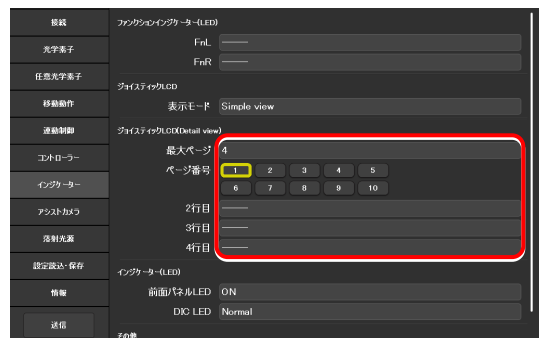 接続
光学素子
任意光学素子
移動動作
連動制御
コントローラー
インジケーター
アシストカメラ
落射光源
設定読込・保存
情報
送信
ファンクションインジケーター(LED)
FnL ――
FnR ――
ジョイスティックLCD
表示モード Simple view
ジョイスティックLCD(Detail view)
最大ページ 4
ページ番号 1 2 3 4 5
6 7 8 9 10
2行目 ――
3行目 ――
4行目 ――
インジケーター(LED)
前面パネルLED ON
DIC LED Normal
その他